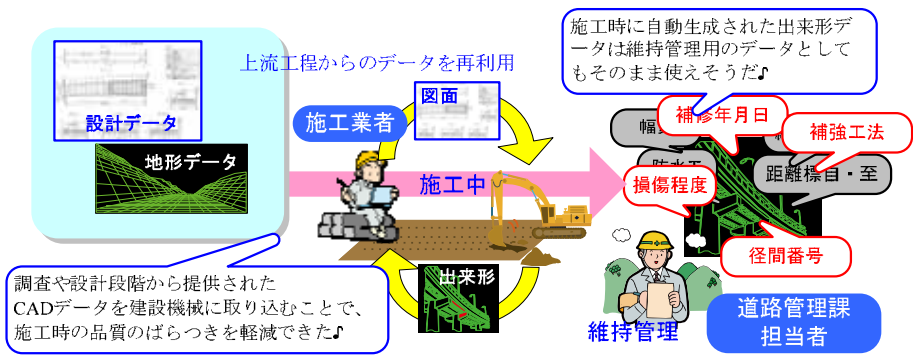 施工時に自動生成された出来形デ
ータは維持管理用のデータとして
もそのまま使えそうだ♪
上流工程からのデータを再利用
設計データ
地形データ
図面
施工業者
施工中
出来形
補修年月日
補強工法
損傷程度
距離標自・至
径間番号
調査や設計段階から提供された
CADデータを建設機械に取り込むことで、
施工時の品質のばらつきを軽減できた♪
維持管理
道路管理課
担当者